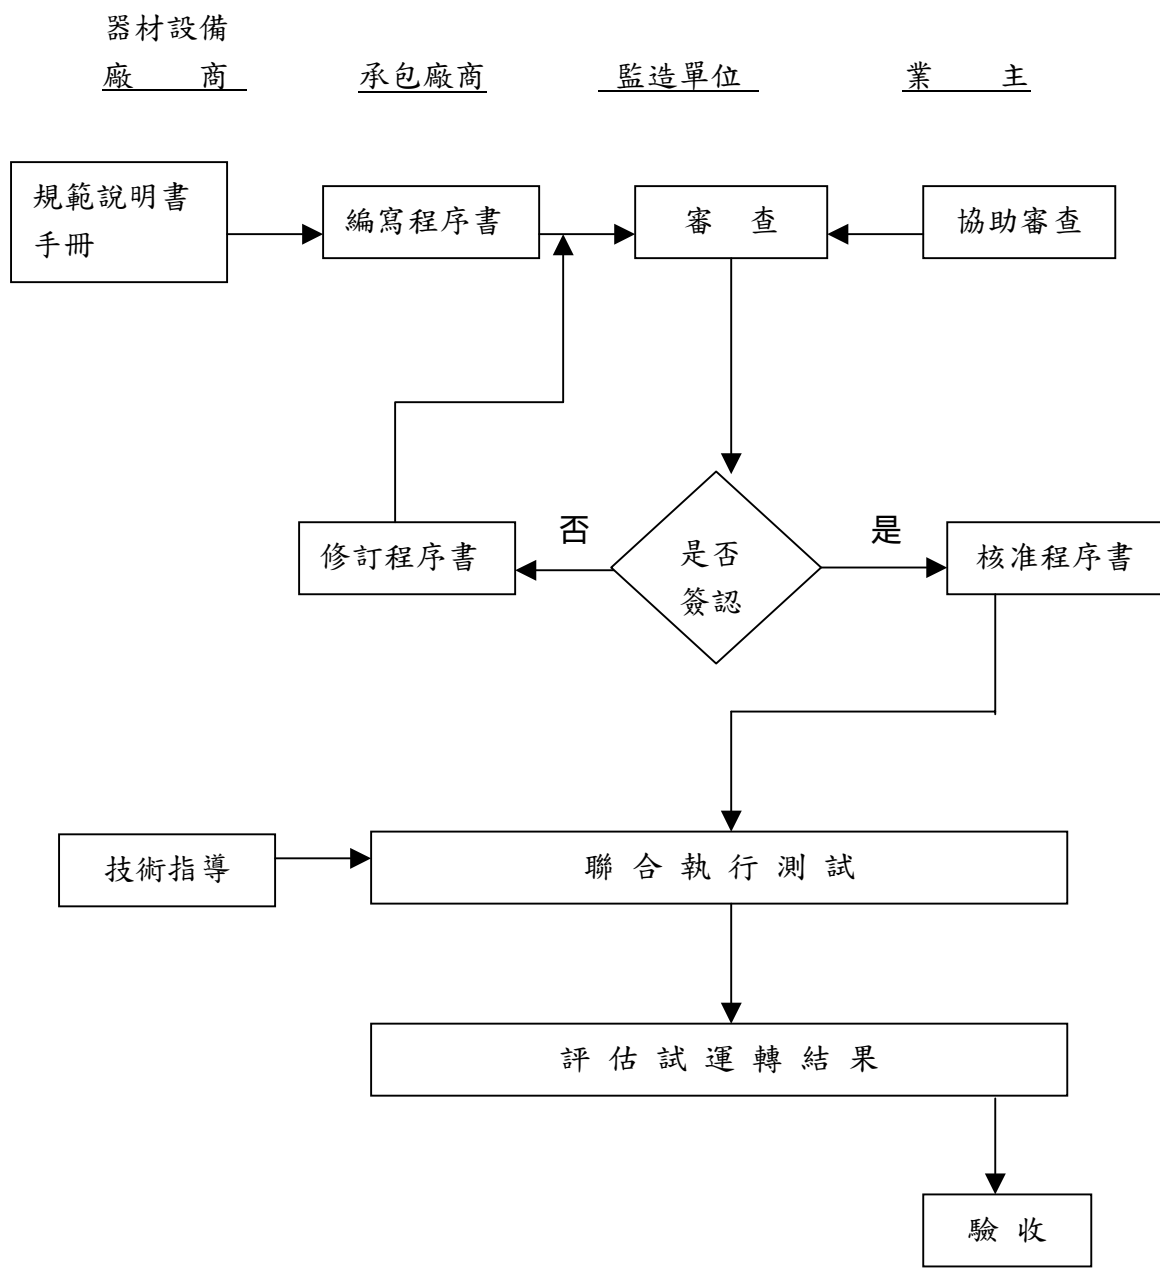 器材設備
廠 商 承包廠商 監造單位 業 主
規範說明書
手冊
編寫程序書
審 查
協助審查
修訂程序書
否
是否
簽認
是
核准程序書
技術指導
聯 合 執 行 測 試
評 估 試 運 轉 結 果
驗 收